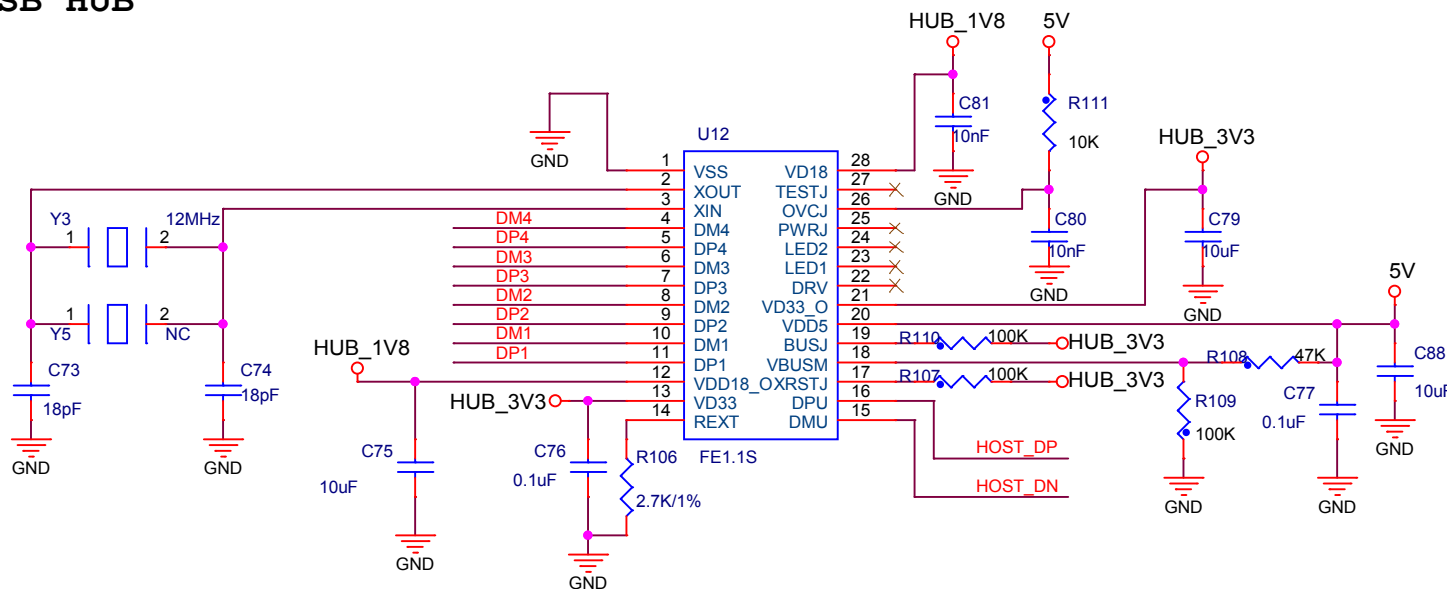 SB HUB
HUB_1V8
5V
C81
10nF
GND
R111
10K
HUB_3V3
C79
10uF
GND
C80
10nF
GND
GND
U12
1 VSS
2 XOUT
3 XIN
4 DM4
5 DP4
6 DM3
7 DP3
8 DM2
9 DP2
10 DM1
11 DP1
12 VDD18_O
13 VD33
14 REXT
VD18 28
TESTJ 27
OVCJ 26
PWRJ 25
LED2 24
LED1 23
DRV 22
VD33_O 21
VDD5 20
BUSJ 19
VBUSM 18
XRSTJ 17
DPU 16
DMU 15
FE1.1S
Y3
12MHz
1
2
1
2
Y5
NC
C73
18pF
GND
C74
18pF
GND
DM4
DP4
DM3
DP3
DM2
DP2
DM1
DP1
HUB_1V8
C75
10uF
GND
HUB_3V3
C76
0.1uF
GND
R106
2.7K/1%
R110
100K
HUB_3V3
R107
100K
HUB_3V3
HOST_DP
HOST_DN
R108
47K
R109
100K
GND
C77
0.1uF
GND
5V
C88
10uF
GND